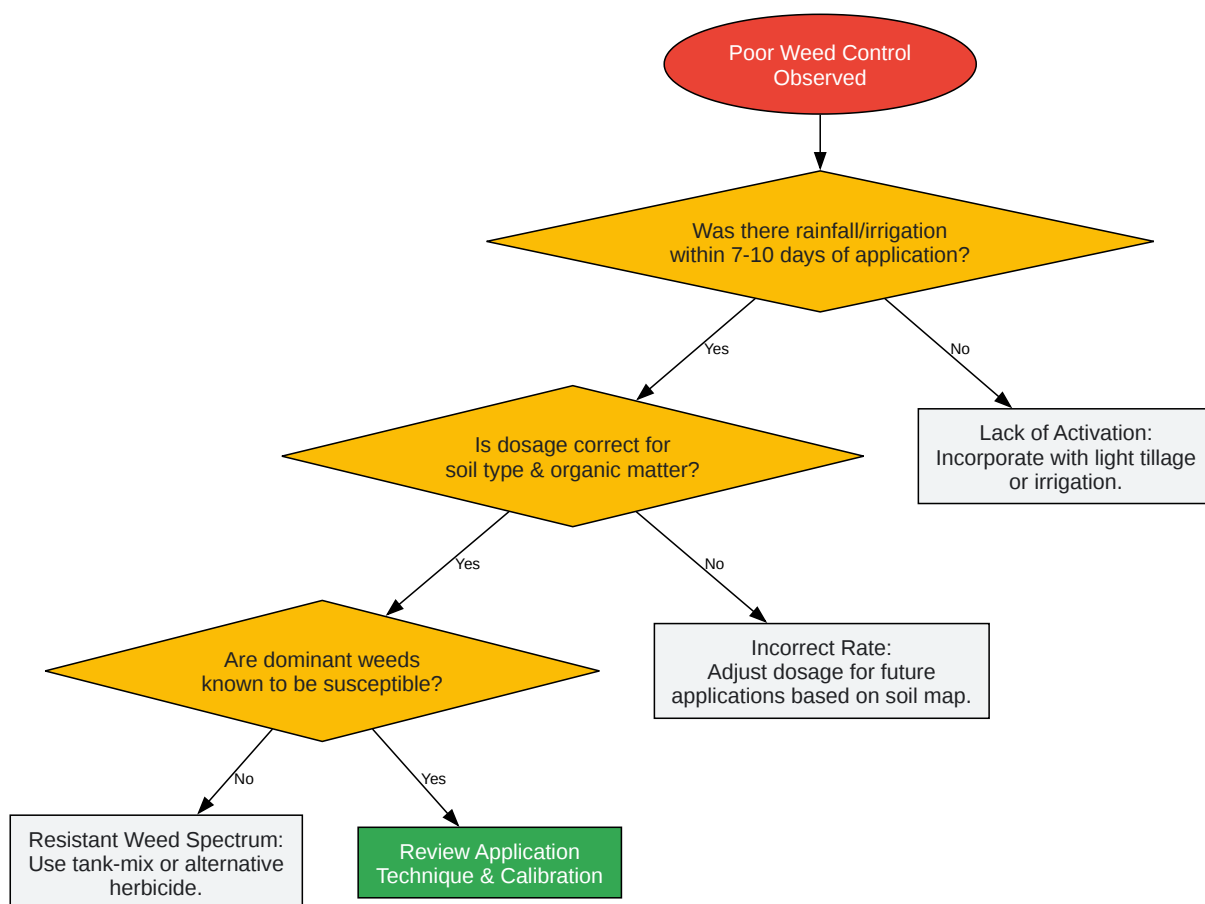 Poor Weed Control
Observed
Was there rainfall/irrigation
within 7-10 days of application?
Yes
No
Is dosage correct for
soil type & organic matter?
Lack of Activation:
Incorporate with light tillage
or irrigation.
Yes
No
Are dominant weeds
known to be susceptible?
Incorrect Rate:
Adjust dosage for future
applications based on soil map.
No
Yes
Resistant Weed Spectrum:
Use tank-mix or alternative
herbicide.
Review Application
Technique & Calibration